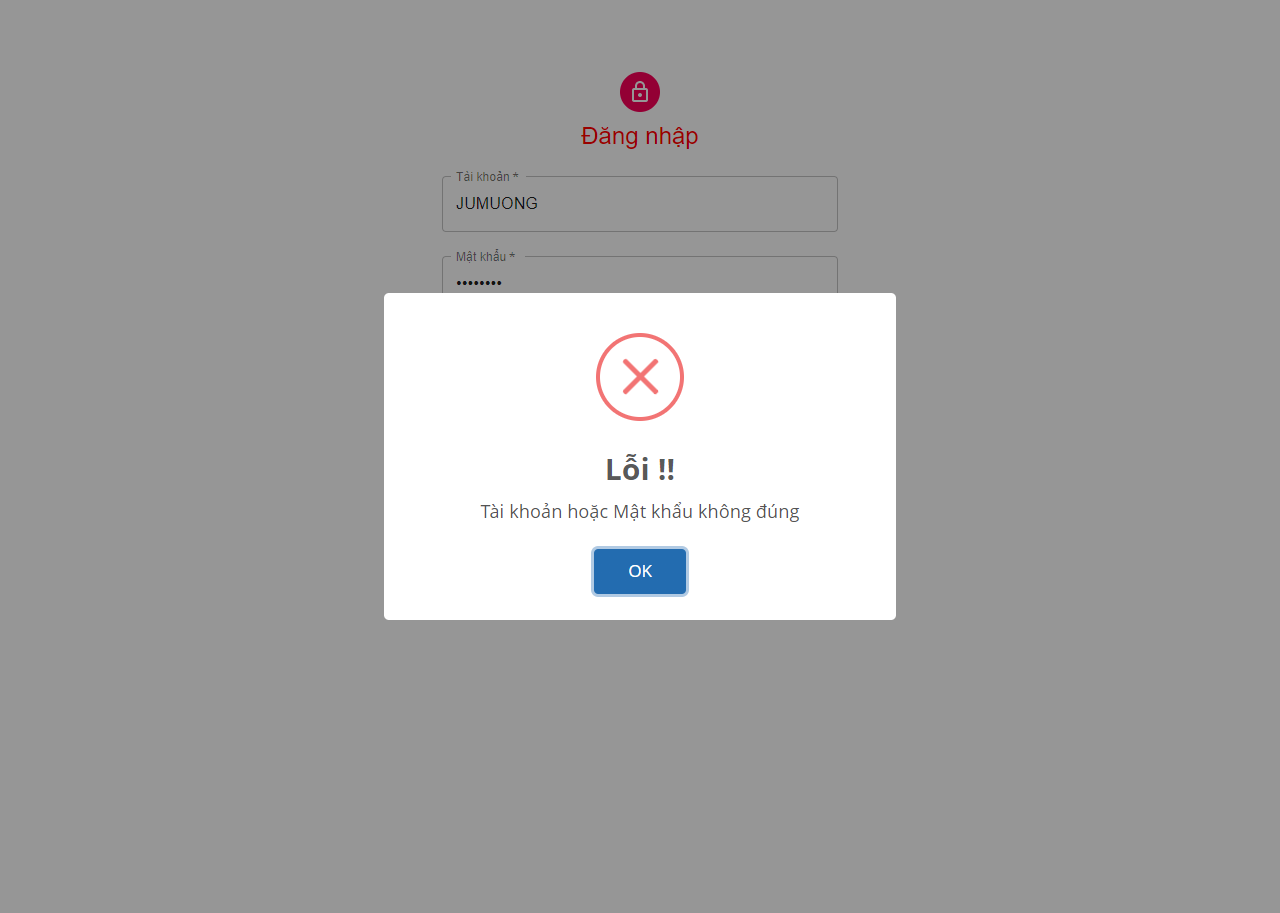 Đăng nhập
Tài khoản *
JUMUONG
Mật khẩu *
••••••••
Lỗi !!
Tài khoản hoặc Mật khẩu không đúng
OK